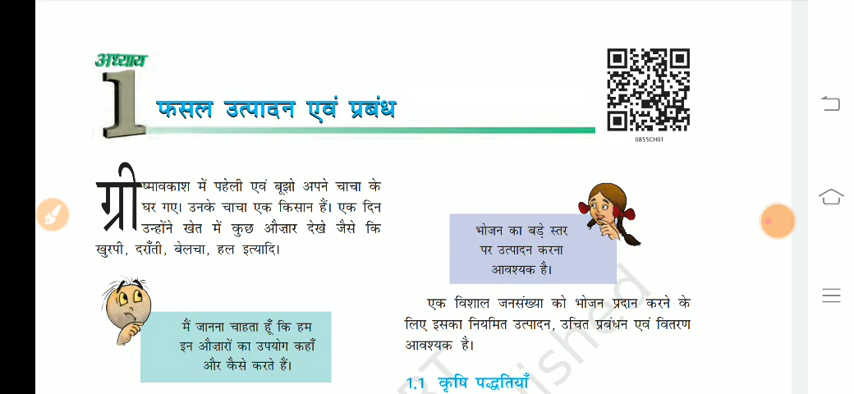 अध्याय
1
फसल उत्पादन एवं प्रबंध
0855CH01
ग्रीष्मावकाश में पहेली एवं बूझो अपने चाचा के
घर गए। उनके चाचा एक किसान हैं। एक दिन
उन्होंने खेत में कुछ औज़ार देखे जैसे कि
खुरपी, दराँती, बेलचा, हल इत्यादि।
मैं जानना चाहता हूँ कि हम
इन औज़ारों का उपयोग कहाँ
और कैसे करते हैं।
भोजन का बड़े स्तर
पर उत्पादन करना
आवश्यक है।
एक विशाल जनसंख्या को भोजन प्रदान करने के
लिए इसका नियमित उत्पादन, उचित प्रबंधन एवं वितरण
आवश्यक है।
1.1 कृषि पद्धतियाँ